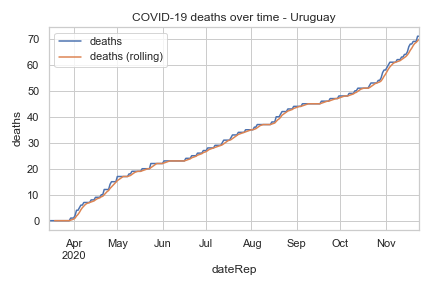 COVID-19 deaths over time - Uruguay
deaths
deaths (rolling)
70
60
50
40
30
20
10
0
deaths
Apr May Jun Jul Aug Sep Oct Nov
2020
dateRep